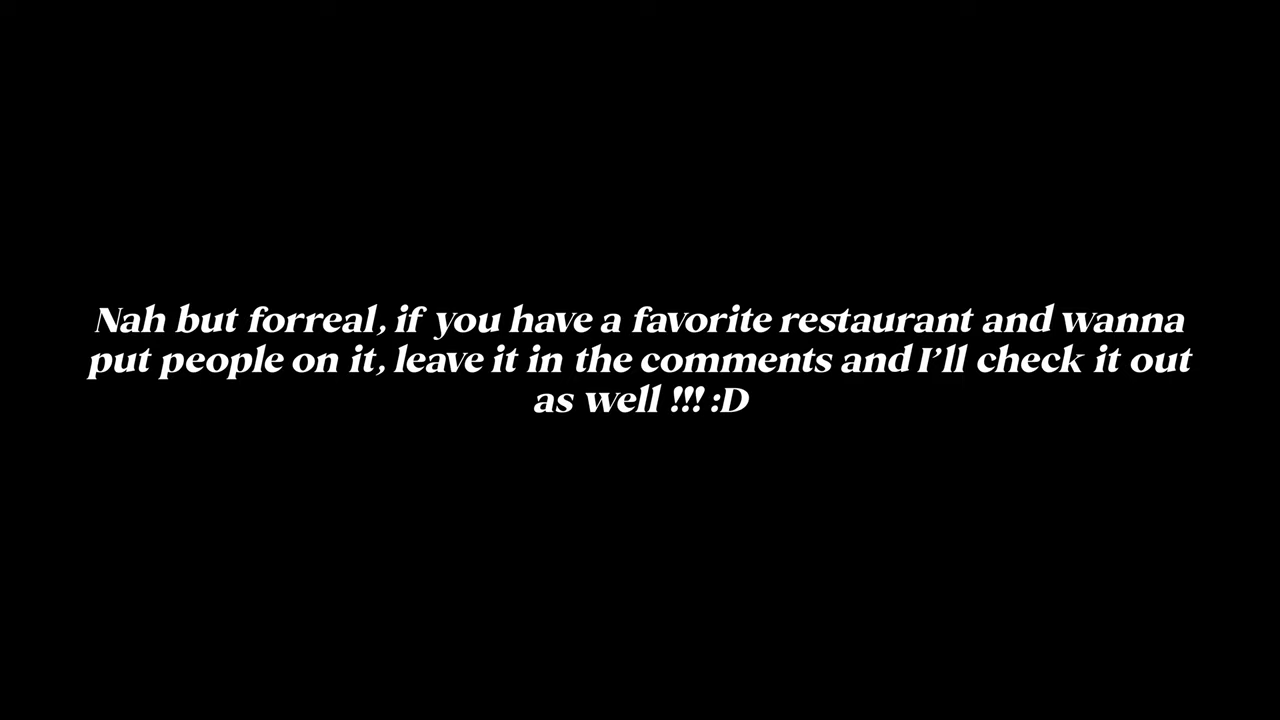 Nah but forreal, if you have a favorite restaurant and wanna
put people on it, leave it in the comments and I’ll check it out
as well !!! :D